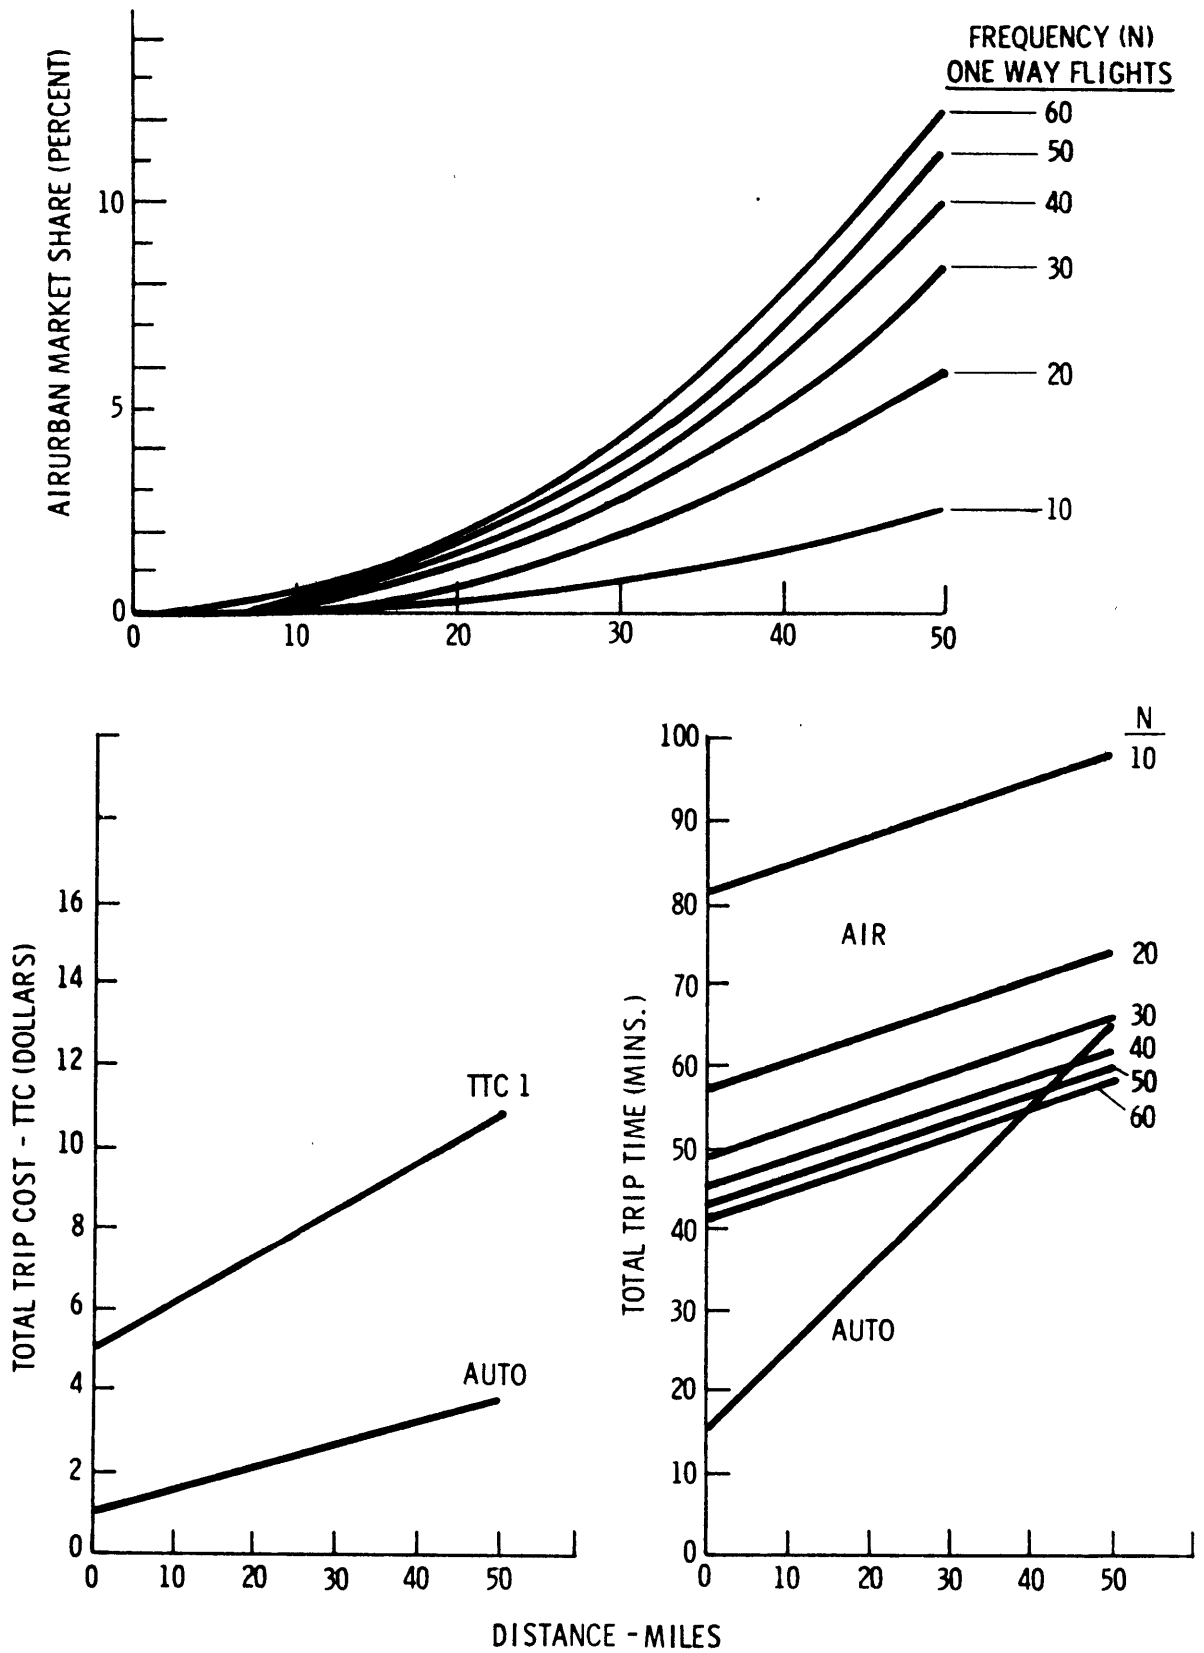 FREQUENCY (N)
ONE WAY FLIGHTS
AIRURBAN MARKET SHARE (PERCENT)
10
5
0
60
50
40
30
20
10
0 10 20 30 40 50
TOTAL TRIP COST - TTC (DOLLARS)
16
14
12
10
8
6
4
2
0
TTC 1
AUTO
0 10 20 30 40 50
TOTAL TRIP TIME (MINS.)
100
90
80
70
60
50
40
30
20
10
0
N
10
AIR
20
30
40
50
60
AUTO
0 10 20 30 40 50
DISTANCE - MILES